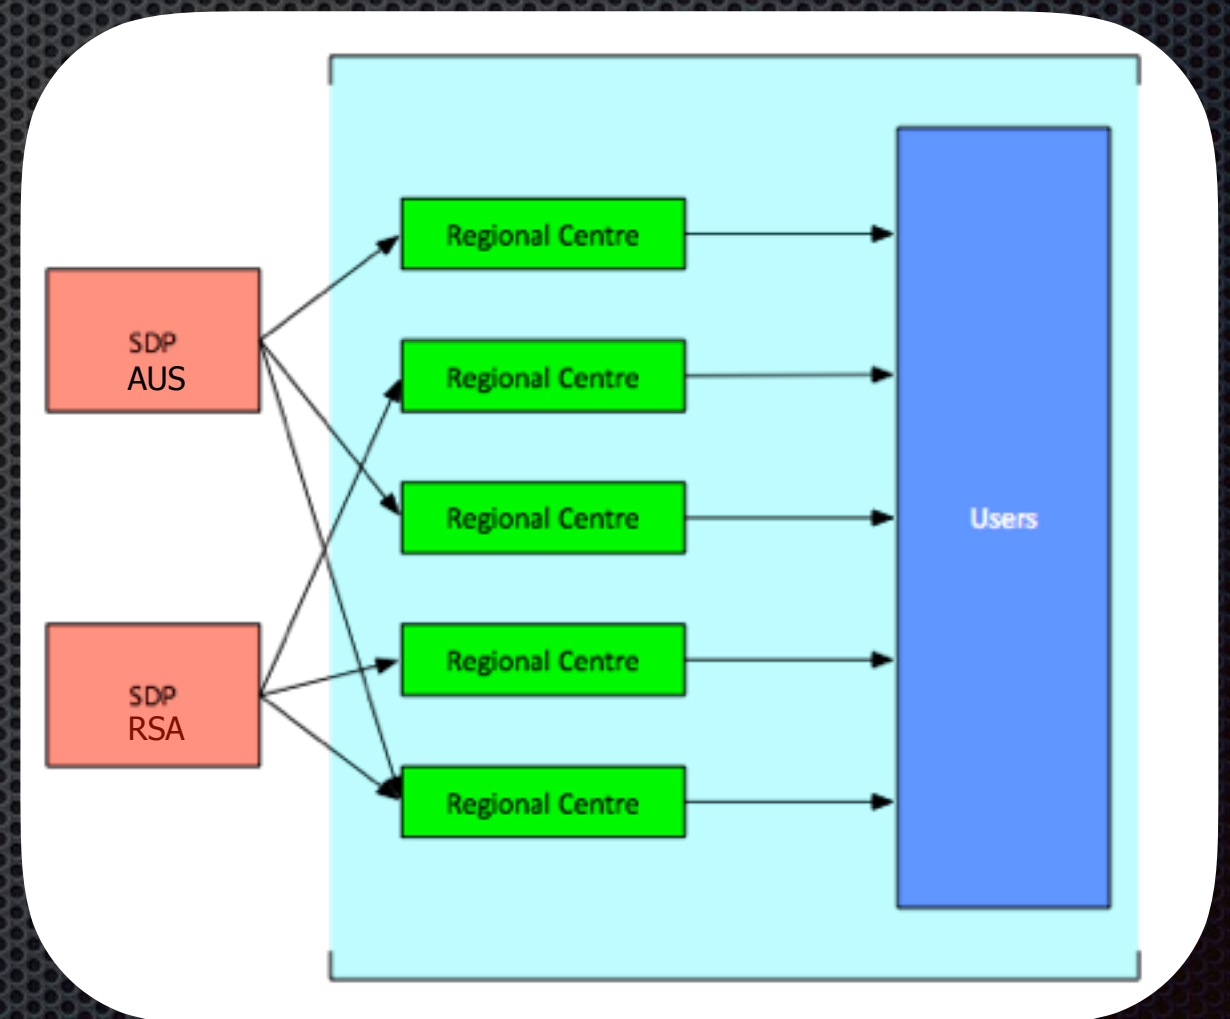 SDP
AUS
SDP
RSA
Regional Centre
Regional Centre
Regional Centre
Regional Centre
Regional Centre
Users